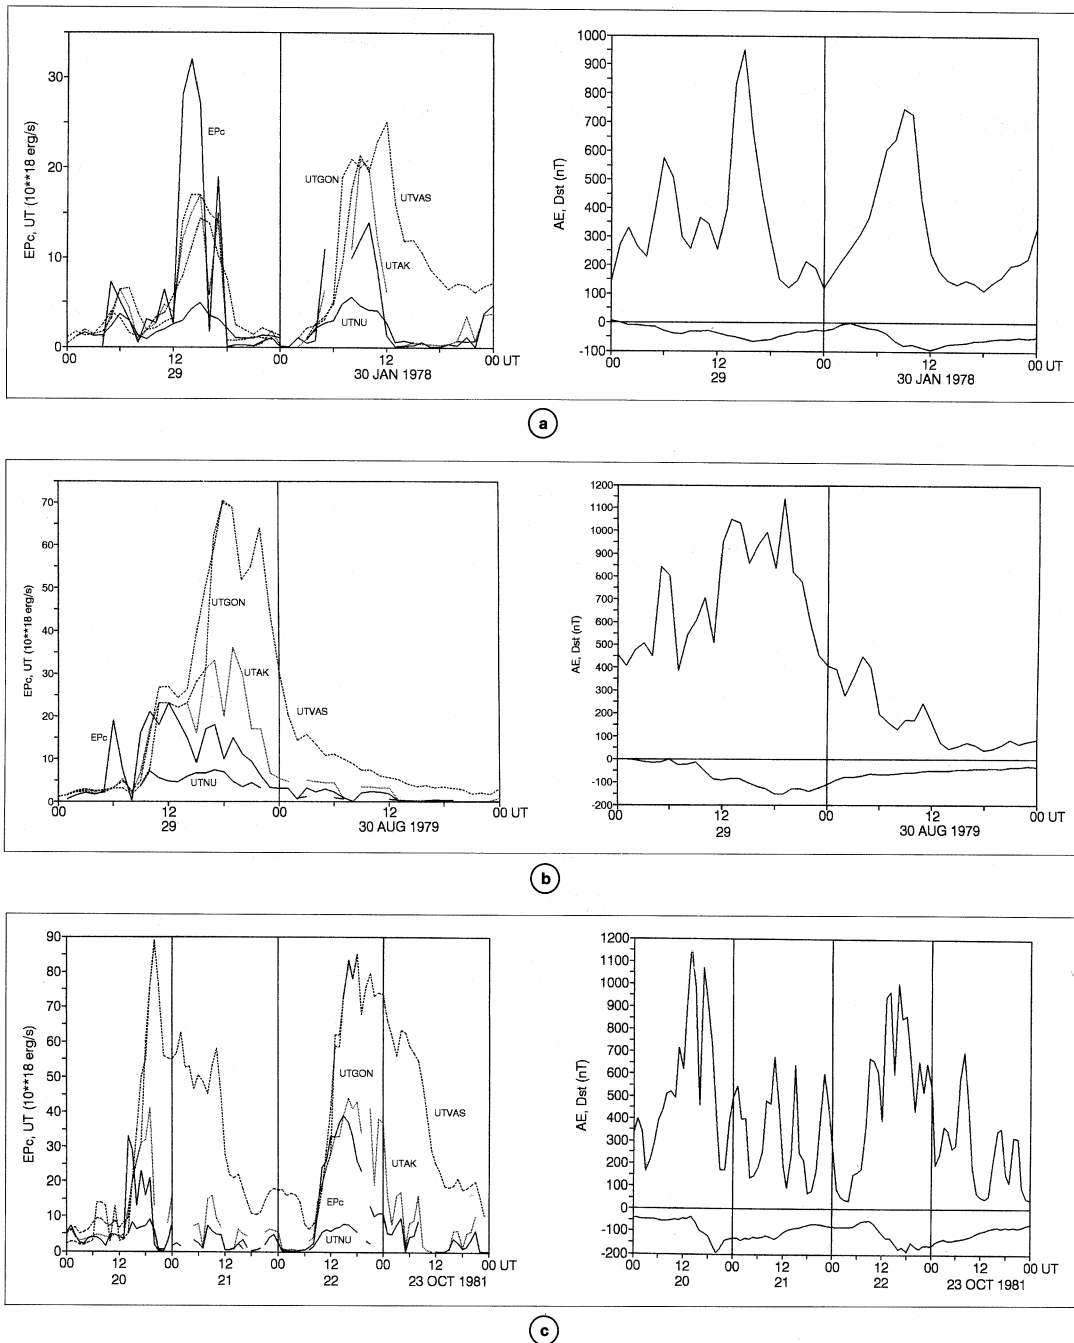 30
20
10
0
EPc, UT (10**18 erg/s)
EPc
UTGON
UTVAS
UTAK
UTNU
00 12 00 12 00 UT
29 30 JAN 1978
1000
900
800
700
600
500
400
300
200
100
0
-100
AE, Dst (nT)
00 12 00 12 00 UT
29 30 JAN 1978
a
70
60
50
40
30
20
10
0
EPc, UT (10**18 erg/s)
UTGON
UTAK
UTVAS
EPc
UTNU
00 12 00 12 00 UT
29 30 AUG 1979
1200
1100
1000
900
800
700
600
500
400
300
200
100
0
-100
-200
AE, Dst (nT)
00 12 00 12 00 UT
29 30 AUG 1979
b
90
80
70
60
50
40
30
20
10
0
EPc, UT (10**18 erg/s)
UTGON
UTVAS
UTAK
EPc
UTNU
00 12 00 12 00 12 00 12 00 UT
20 21 22 23 OCT 1981
1200
1100
1000
900
800
700
600
500
400
300
200
100
0
-100
-200
AE, Dst (nT)
00 12 00 12 00 12 00 12 00 UT
20 21 22 23 OCT 1981
c